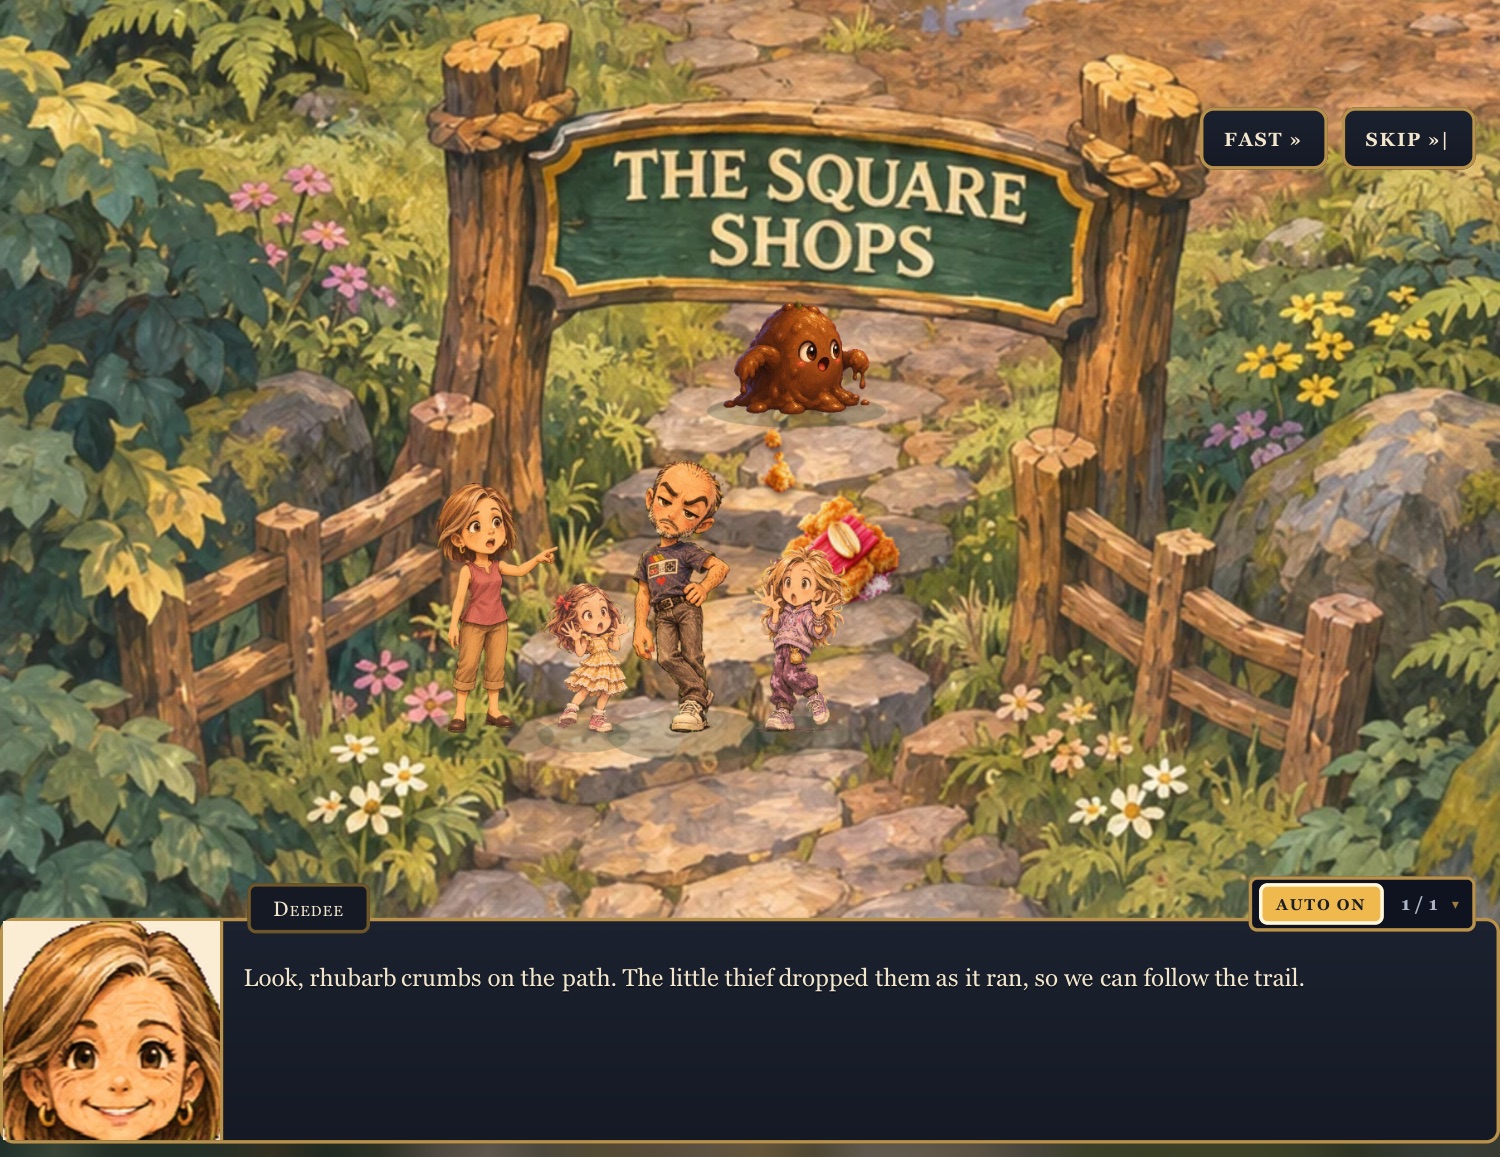 THE SQUARE
SHOPS
FAST »
SKIP »|
Deedee
AUTO ON
1 / 1 ▼
Look, rhubarb crumbs on the path. The little thief dropped them as it ran, so we can follow the trail.